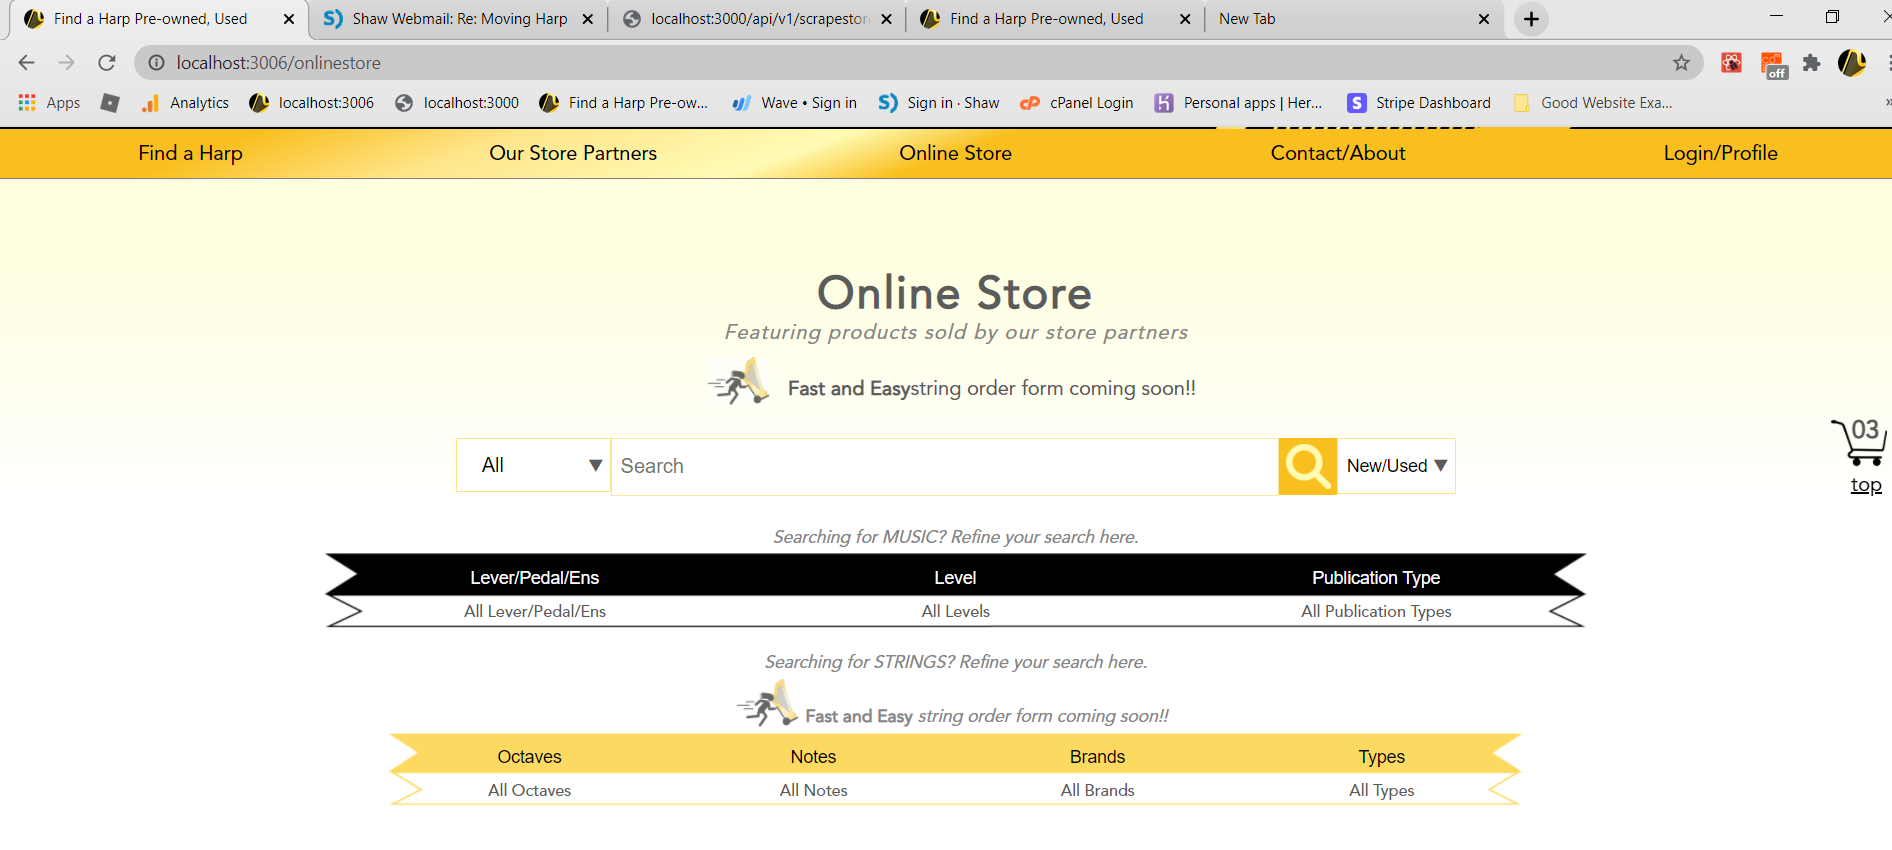 Find a Harp Pre-owned, Used
Shaw Webmail: Re: Moving Harp
localhost:3000/api/v1/scrapestor
Find a Harp Pre-owned, Used
New Tab
localhost:3006/onlinestore
off
Apps
Analytics
localhost:3006
localhost:3000
Find a Harp Pre-ow...
Wave • Sign in
Sign in · Shaw
cPanel Login
Personal apps | Her...
Stripe Dashboard
Good Website Exa...
Find a Harp
Our Store Partners
Online Store
Contact/About
Login/Profile
Online Store
Featuring products sold by our store partners
Fast and Easystring order form coming soon!!
03
top
All
Search
New/Used
Searching for MUSIC? Refine your search here.
Lever/Pedal/Ens
Level
Publication Type
All Lever/Pedal/Ens
All Levels
All Publication Types
Searching for STRINGS? Refine your search here.
Fast and Easy string order form coming soon!!
Octaves
Notes
Brands
Types
All Octaves
All Notes
All Brands
All Types